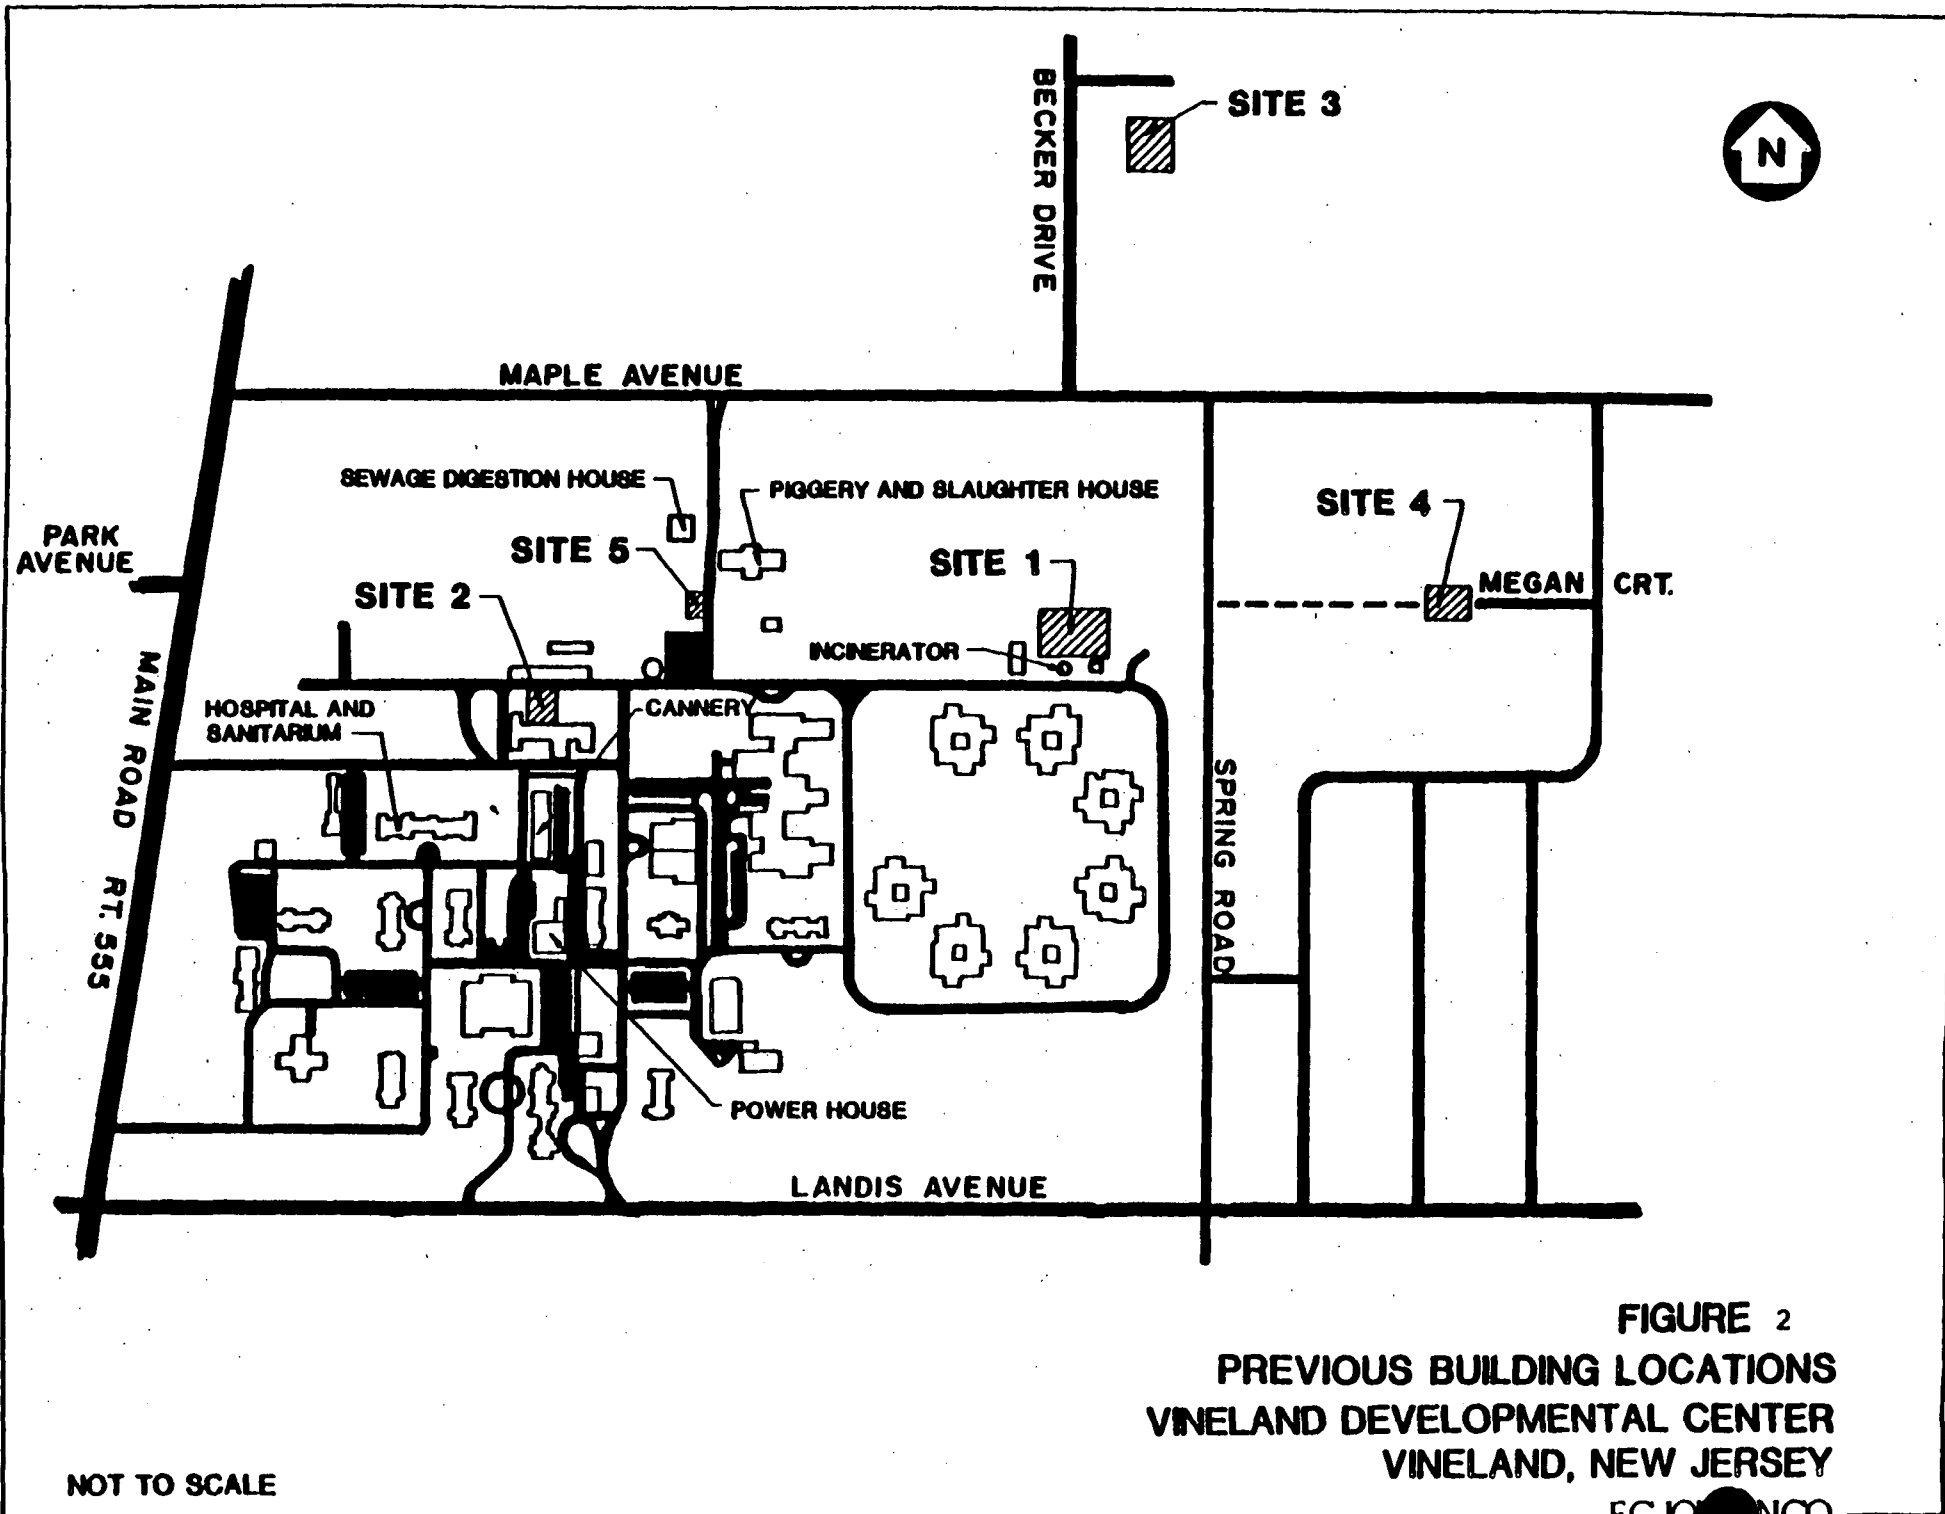 BECKER DRIVE
SITE 3
N
MAPLE AVENUE
SEWAGE DIGESTION HOUSE
PIGGERY AND SLAUGHTER HOUSE
SITE 4
PARK
AVENUE
SITE 5
SITE 1
MEGAN CRT.
SITE 2
INCINERATOR
MAIN ROAD RT. 555
HOSPITAL AND
SANITARIUM
CANNERY
SPRING ROAD
POWER HOUSE
LANDIS AVENUE
FIGURE 2
PREVIOUS BUILDING LOCATIONS
VINELAND DEVELOPMENTAL CENTER
VINELAND, NEW JERSEY
NOT TO SCALE